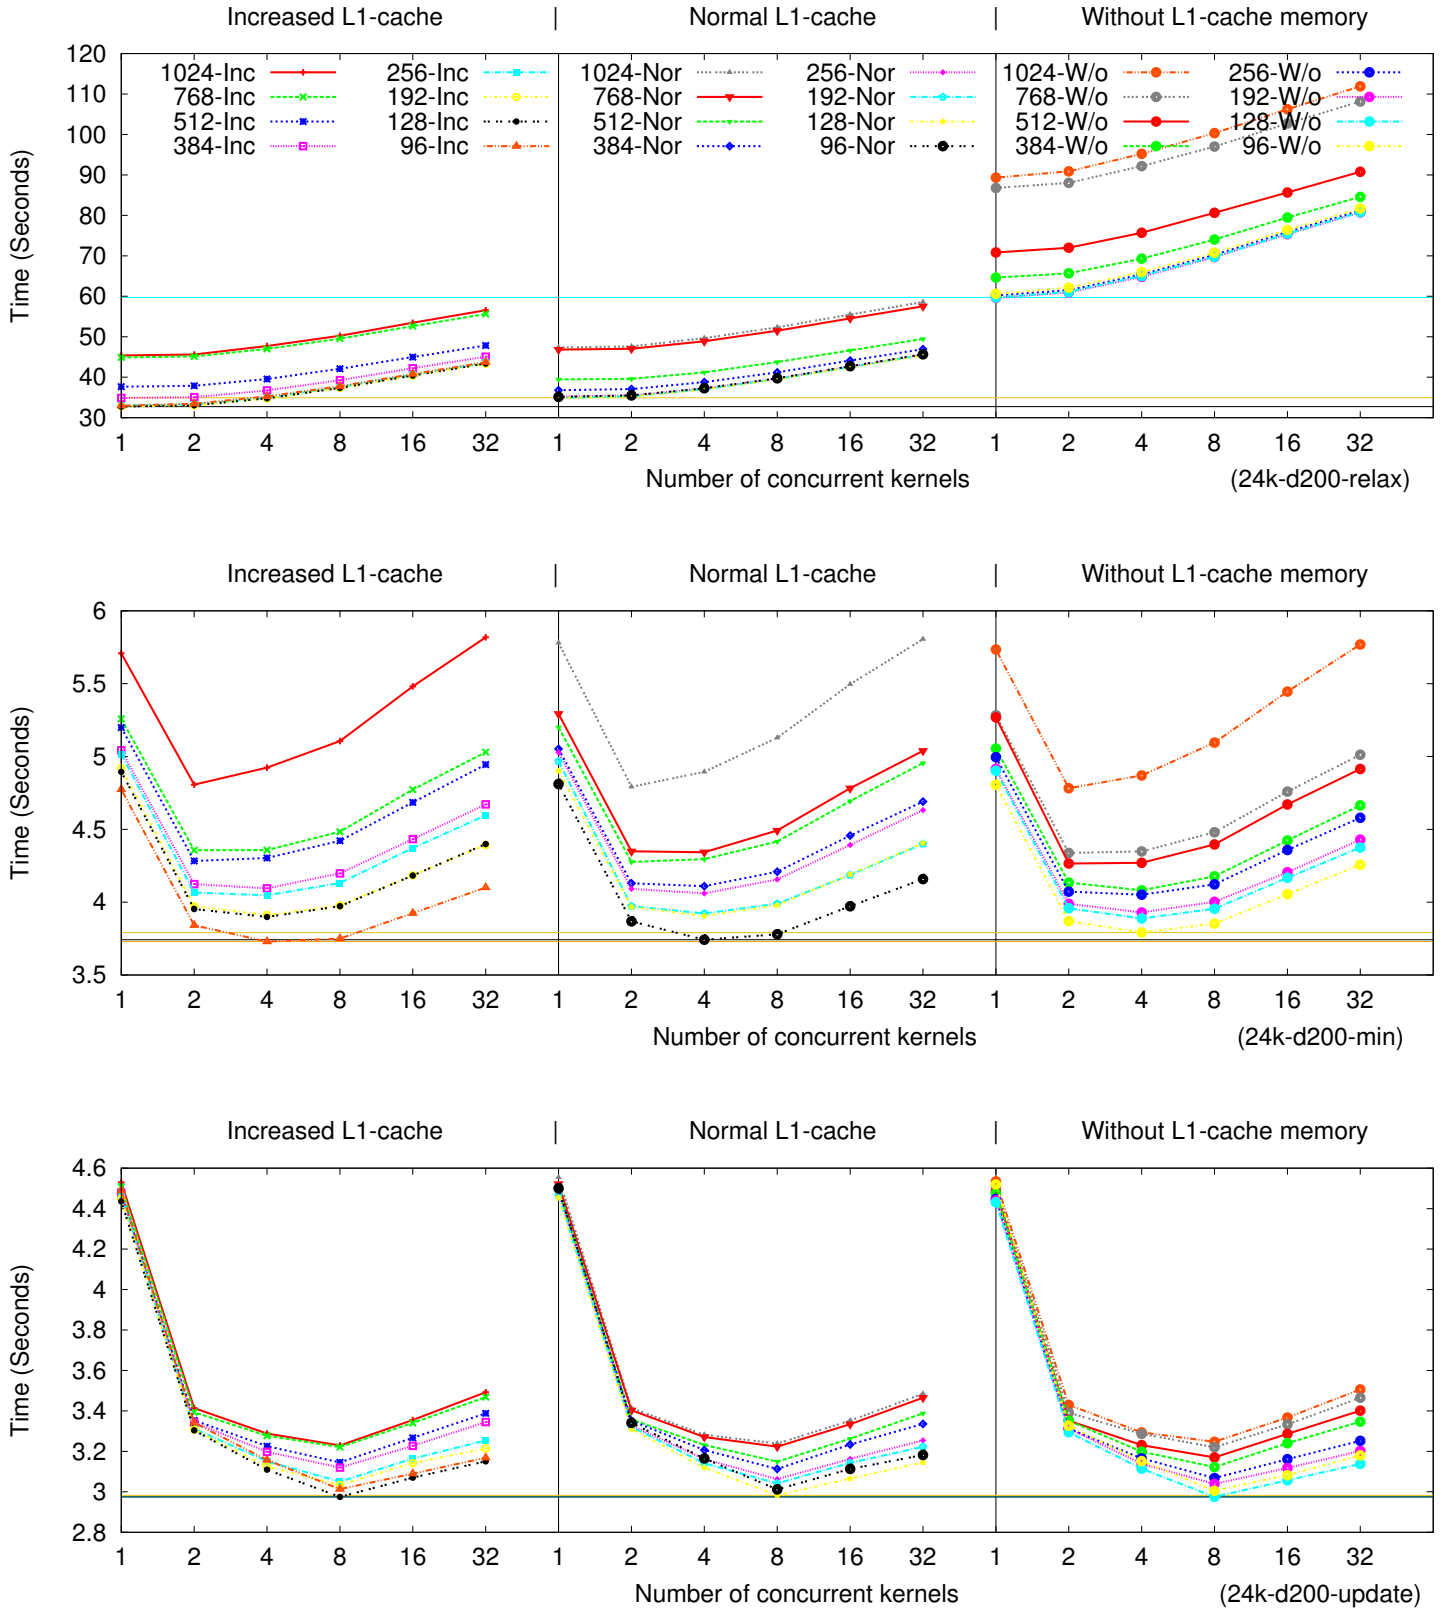 Increased L1-cache | Normal L1-cache | Without L1-cache memory
120
110
100
90
80
70
60
50
40
30
Time (Seconds)
1024-Inc 256-Inc 1024-Nor 256-Nor 1024-W/o 256-W/o
768-Inc 192-Inc 768-Nor 192-Nor 768-W/o 192-W/o
512-Inc 128-Inc 512-Nor 128-Nor 512-W/o 128-W/o
384-Inc 96-Inc 384-Nor 96-Nor 384-W/o 96-W/o
1 2 4 8 16 32 1 2 4 8 16 32 1 2 4 8 16 32
Number of concurrent kernels (24k-d200-relax)
Increased L1-cache | Normal L1-cache | Without L1-cache memory
6
5.5
5
4.5
4
3.5
Time (Seconds)
1 2 4 8 16 32 1 2 4 8 16 32 1 2 4 8 16 32
Number of concurrent kernels (24k-d200-min)
Increased L1-cache | Normal L1-cache | Without L1-cache memory
4.6
4.4
4.2
4
3.8
3.6
3.4
3.2
3
2.8
Time (Seconds)
1 2 4 8 16 32 1 2 4 8 16 32 1 2 4 8 16 32
Number of concurrent kernels (24k-d200-update)